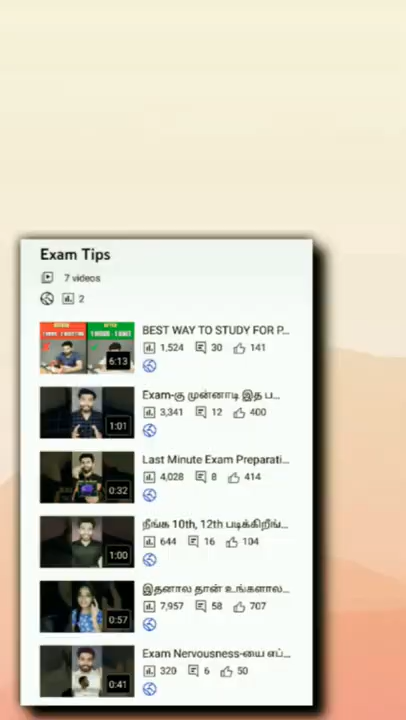 Exam Tips
7 videos
2
BEST WAY TO STUDY FOR P...
6:13
1,524 30 141
Exam-கு முன்னாடி இத ப...
1:01
3,341 12 400
Last Minute Exam Preparati...
0:32
4,028 8 414
நீங்க 10th, 12th படிக்கிறீங்...
1:00
644 16 104
இதனால தான் உங்களால...
0:57
7,957 58 707
Exam Nervousness-யை எப்...
0:41
320 6 50